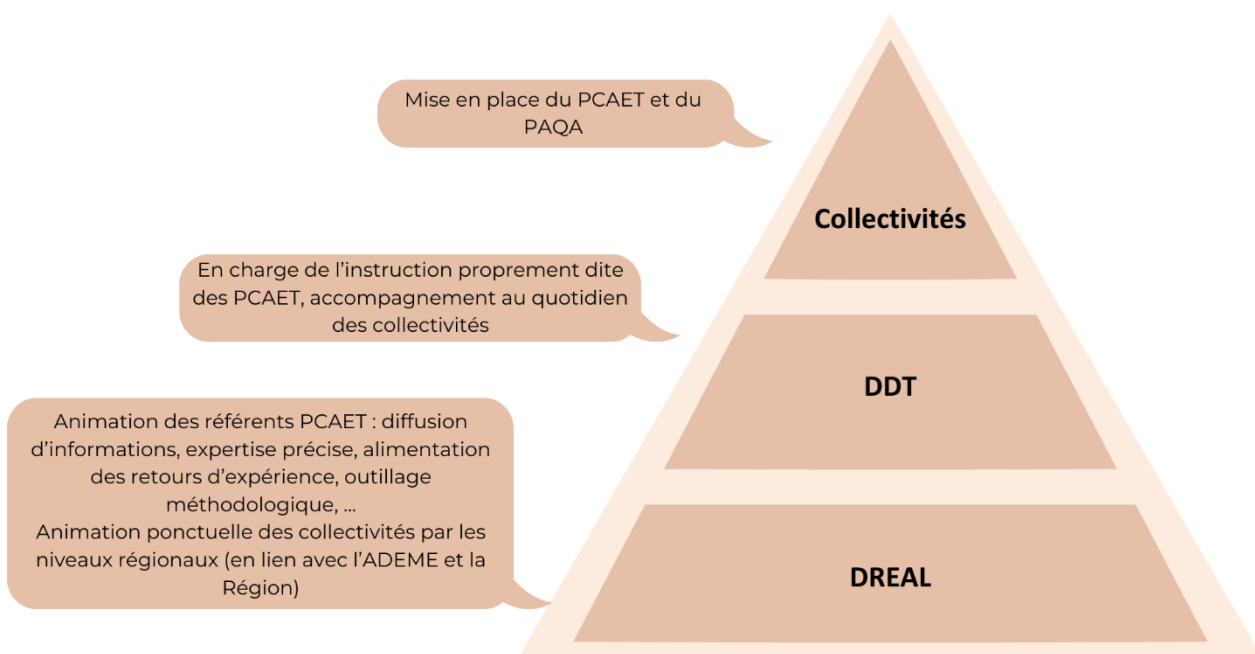 Mise en place du PCAET et du
PAQA
Collectivités
En charge de l’instruction proprement dite
des PCAET, accompagnement au quotidien
des collectivités
DDT
Animation des référents PCAET : diffusion
d’informations, expertise précise, alimentation
des retours d’expérience, outillage
méthodologique, ...
Animation ponctuelle des collectivités par les
niveaux régionaux (en lien avec l’ADEME et la
Région)
DREAL